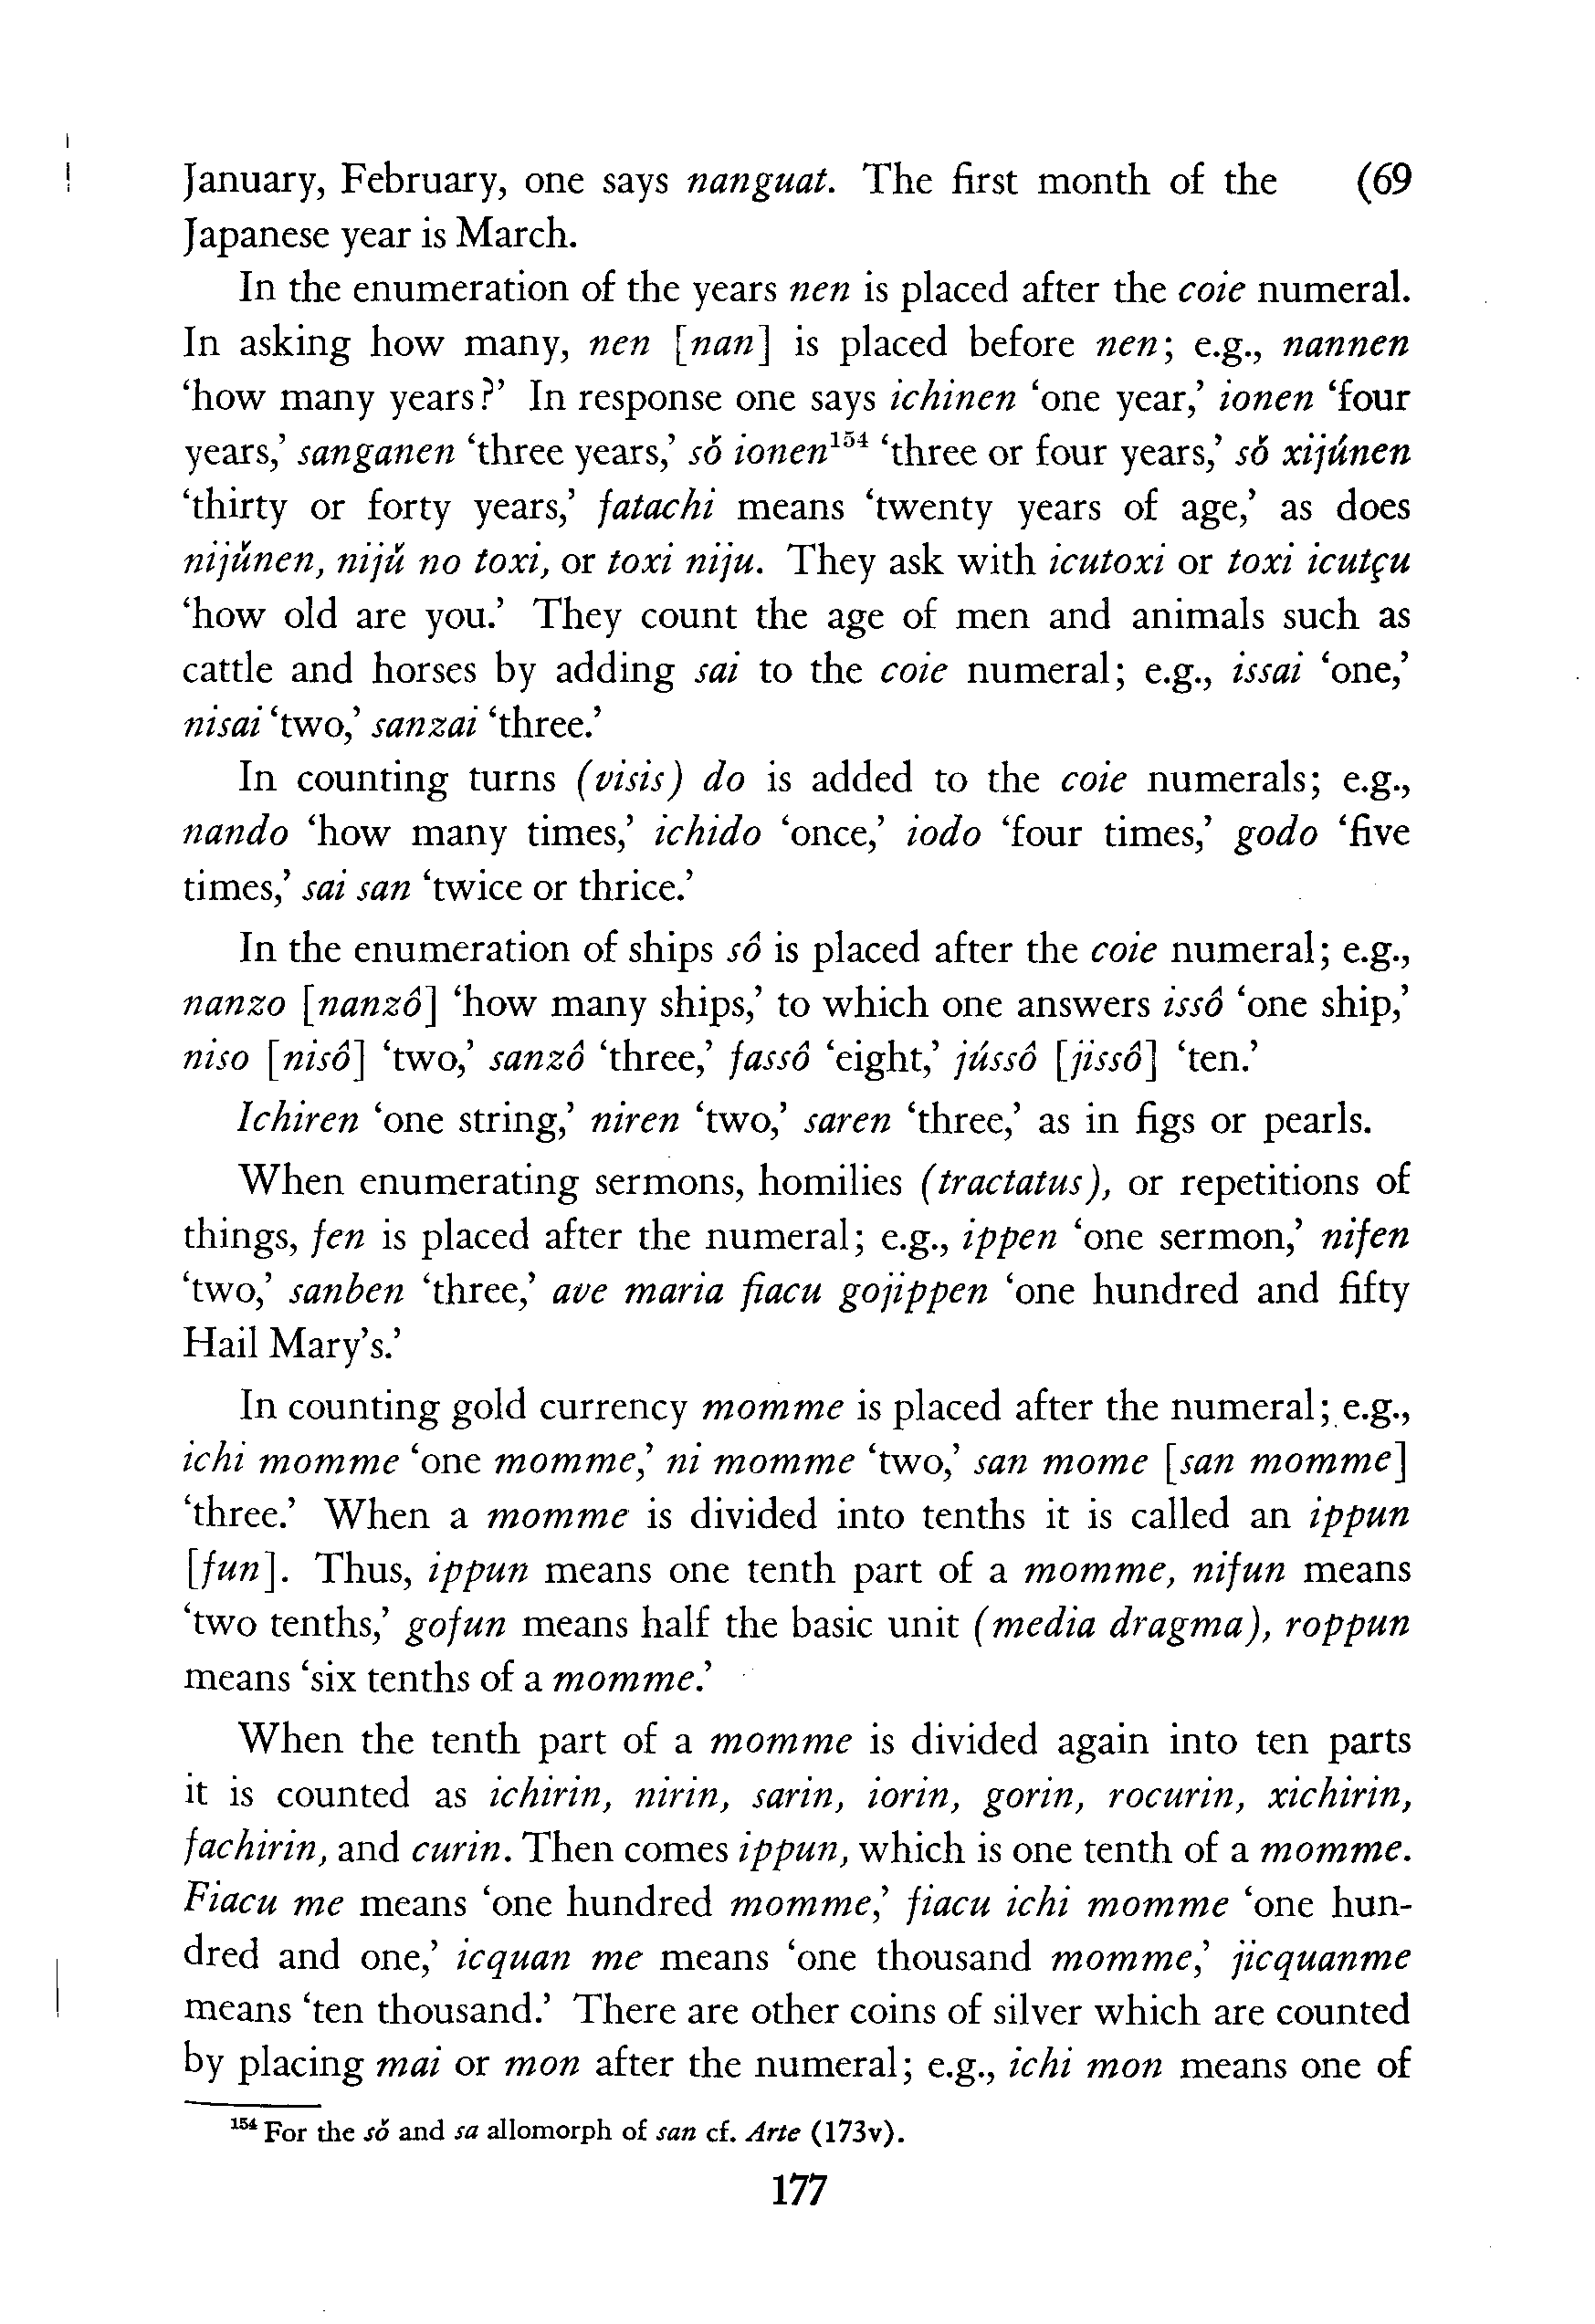 January, February, one says nanguat. The first month of the (69
Japanese year is March.
In the enumeration of the years nen is placed after the coie numeral.
In asking how many, nen [nan] is placed before nen; e.g., nannen
‘how many years?’ In response one says ichinen ‘one year,’ ionen ‘four
years,’ sanganen ‘three years,’ sǒ ionen¹⁵⁴ ‘three or four years,’ sǒ xijúnen
‘thirty or forty years,’ fatachi means ‘twenty years of age,’ as does
nijǔnen, nijǔ no toxi, or toxi niju. They ask with icutoxi or toxi icutçu
‘how old are you.’ They count the age of men and animals such as
cattle and horses by adding sai to the coie numeral; e.g., issai ‘one,’
nisai ‘two,’ sanzai ‘three.’
In counting turns (visis) do is added to the coie numerals; e.g.,
nando ‘how many times,’ ichido ‘once,’ iodo ‘four times,’ godo ‘five
times,’ sai san ‘twice or thrice.’
In the enumeration of ships sô is placed after the coie numeral; e.g.,
nanzo [nanzô] ‘how many ships,’ to which one answers issô ‘one ship,’
niso [nisô] ‘two,’ sanzô ‘three,’ fassô ‘eight,’ jússô [jissô] ‘ten.’
Ichiren ‘one string,’ niren ‘two,’ saren ‘three,’ as in figs or pearls.
When enumerating sermons, homilies (tractatus), or repetitions of
things, fen is placed after the numeral; e.g., ippen ‘one sermon,’ nifen
‘two,’ sanben ‘three,’ ave maria fiacu gojippen ‘one hundred and fifty
Hail Mary’s.’
In counting gold currency momme is placed after the numeral; e.g.,
ichi momme ‘one momme,’ ni momme ‘two,’ san mome [san momme]
‘three.’ When a momme is divided into tenths it is called an ippun
[fun]. Thus, ippun means one tenth part of a momme, nifun means
‘two tenths,’ gofun means half the basic unit (media dragma), roppun
means ‘six tenths of a momme.’
When the tenth part of a momme is divided again into ten parts
it is counted as ichirin, nirin, sarin, iorin, gorin, rocurin, xichirin,
fachirin, and curin. Then comes ippun, which is one tenth of a momme.
Fiacu me means ‘one hundred momme,’ fiacu ichi momme ‘one hun-
dred and one,’ icquan me means ‘one thousand momme,’ jicquanme
means ‘ten thousand.’ There are other coins of silver which are counted
by placing mai or mon after the numeral; e.g., ichi mon means one of
¹⁵⁴ For the sǒ and sa allomorph of san cf. Arte (173v).
177